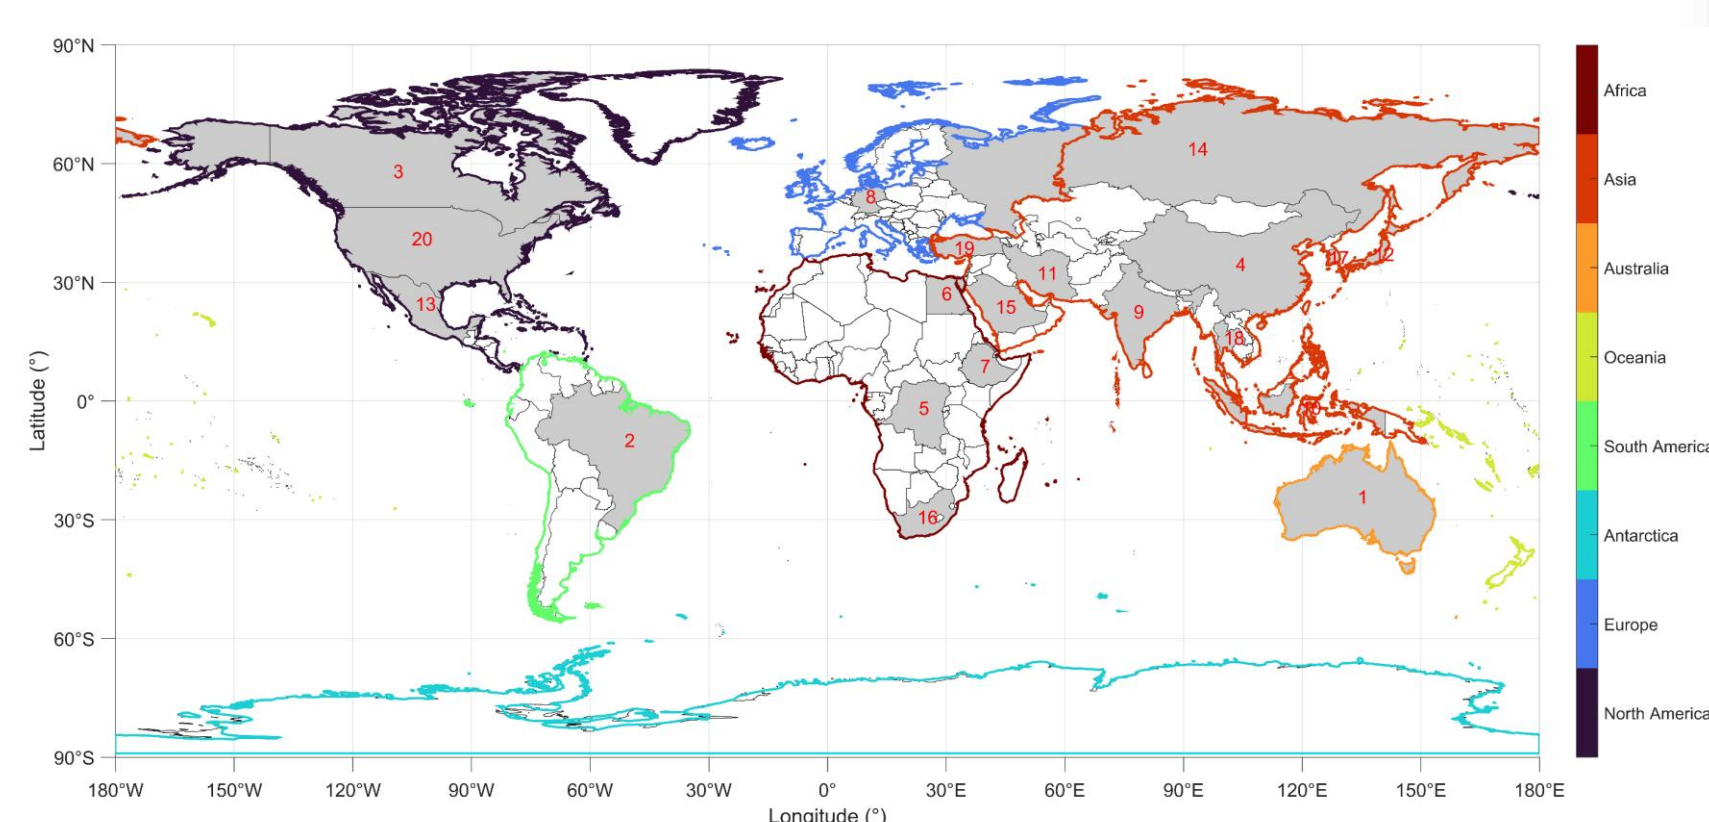 90°N
60°N
30°N
0°
30°S
60°S
90°S
Latitude (°)
180°W 150°W 120°W 90°W 60°W 30°W 0° 30°E 60°E 90°E 120°E 150°E 180°E
Longitude (°)
3
14
8
20
19
4
17
12
11
13
6
15
9
18
7
5
10
2
1
16
Africa
Asia
Australia
Oceania
South America
Antarctica
Europe
North America